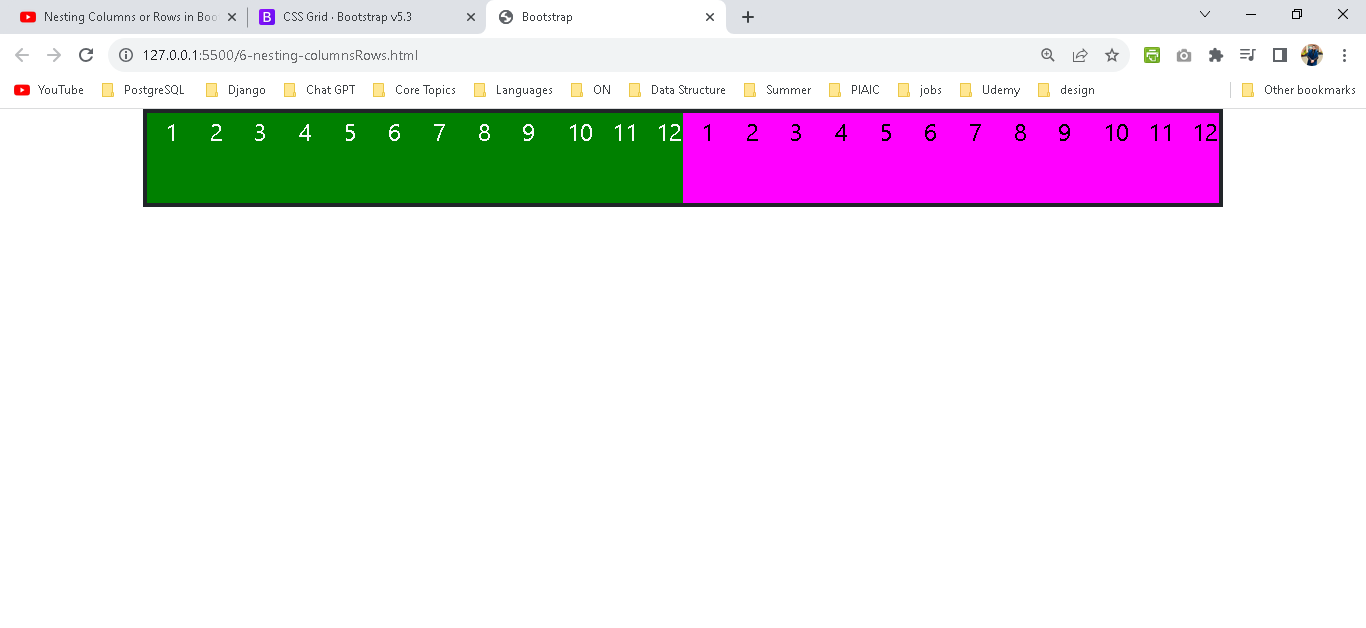 Nesting Columns or Rows in Boo
CSS Grid · Bootstrap v5.3
Bootstrap
127.0.0.1:5500/6-nesting-columnsRows.html
YouTube PostgreSQL Django Chat GPT Core Topics Languages ON Data Structure Summer PIAIC jobs Udemy design Other bookmarks
1 2 3 4 5 6 7 8 9 10 11 12 1 2 3 4 5 6 7 8 9 10 11 12